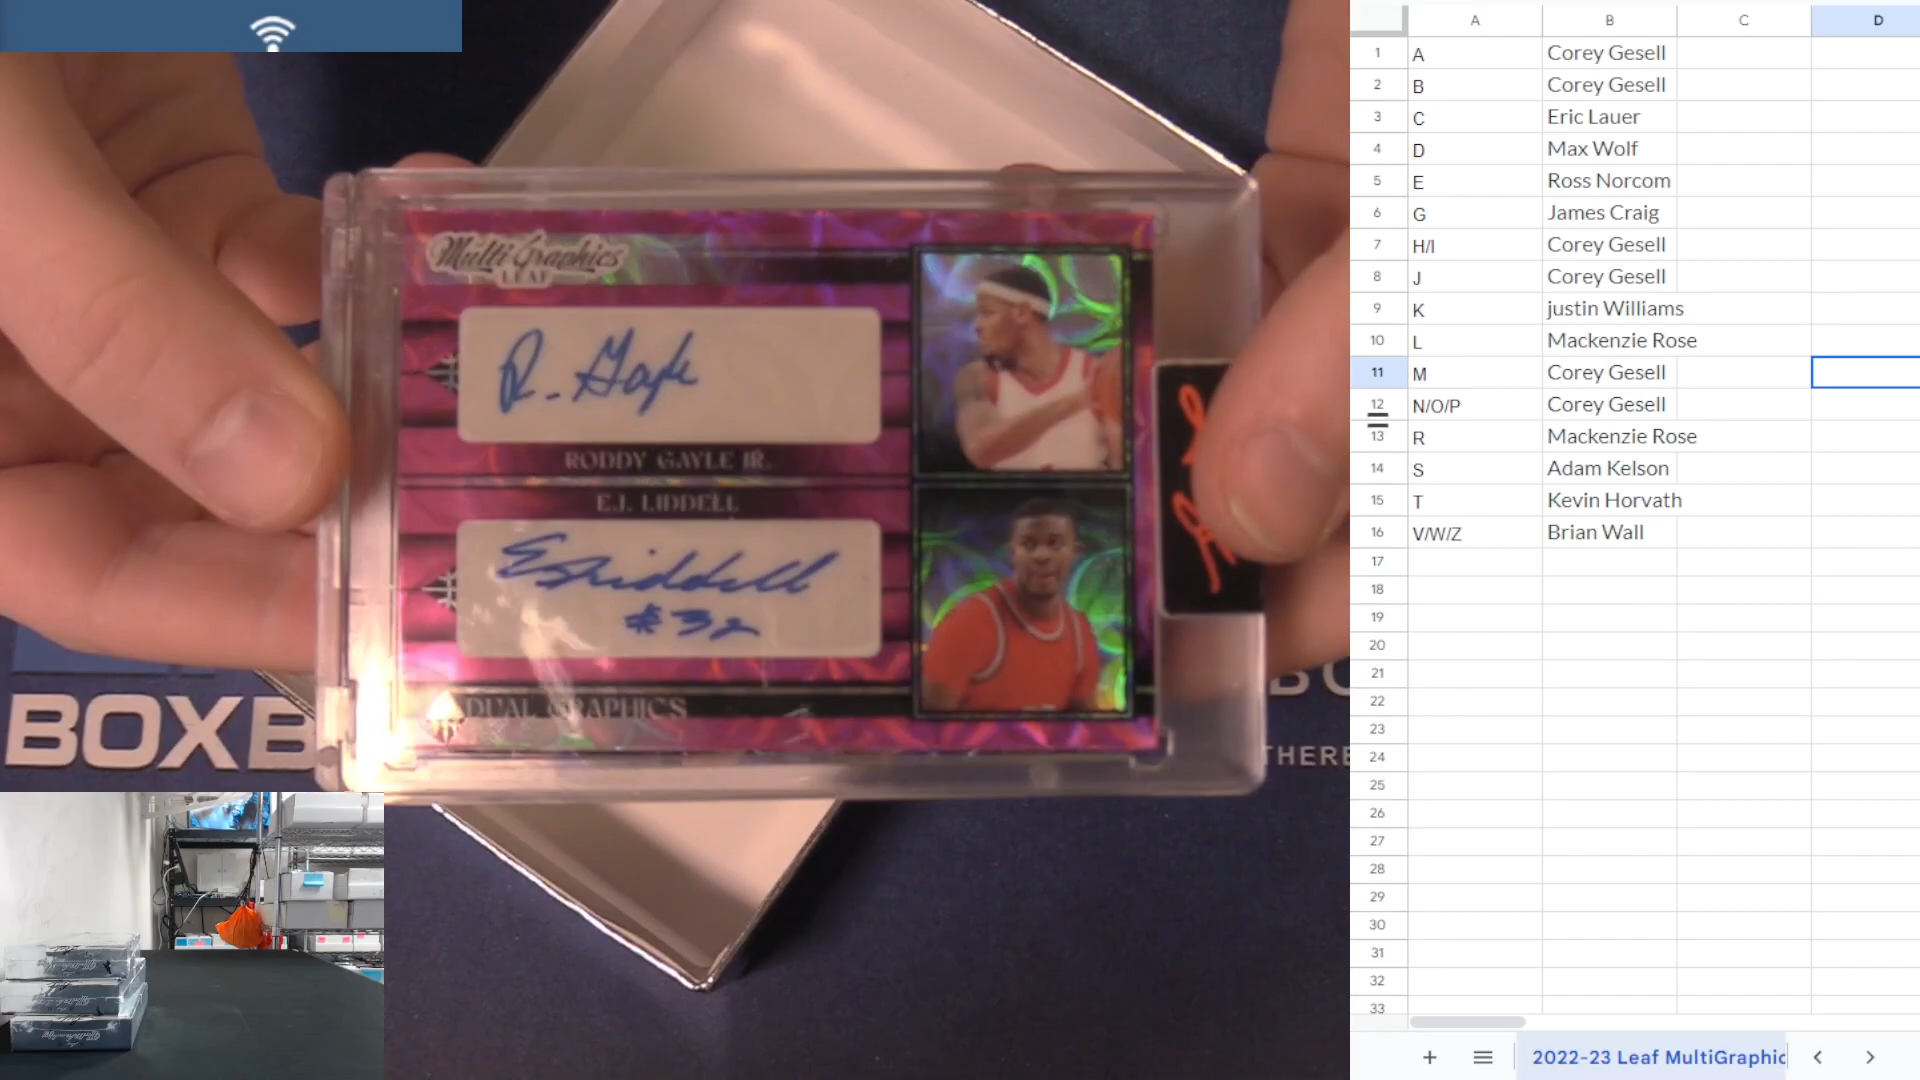 Multi Graphics
LEAF
R. Gayle
RODDY GAYLE JR.
E.J. LIDDELL
EJ Liddell
#32
DUAL GRAPHICS
BOXB
THERE
A B C D
1 A Corey Gesell
2 B Corey Gesell
3 C Eric Lauer
4 D Max Wolf
5 E Ross Norcom
6 G James Craig
7 H/I Corey Gesell
8 J Corey Gesell
9 K justin Williams
10 L Mackenzie Rose
11 M Corey Gesell
12 N/O/P Corey Gesell
13 R Mackenzie Rose
14 S Adam Kelson
15 T Kevin Horvath
16 V/W/Z Brian Wall
17
18
19
20
21
22
23
24
25
26
27
28
29
30
31
32
33
2022-23 Leaf MultiGraphic